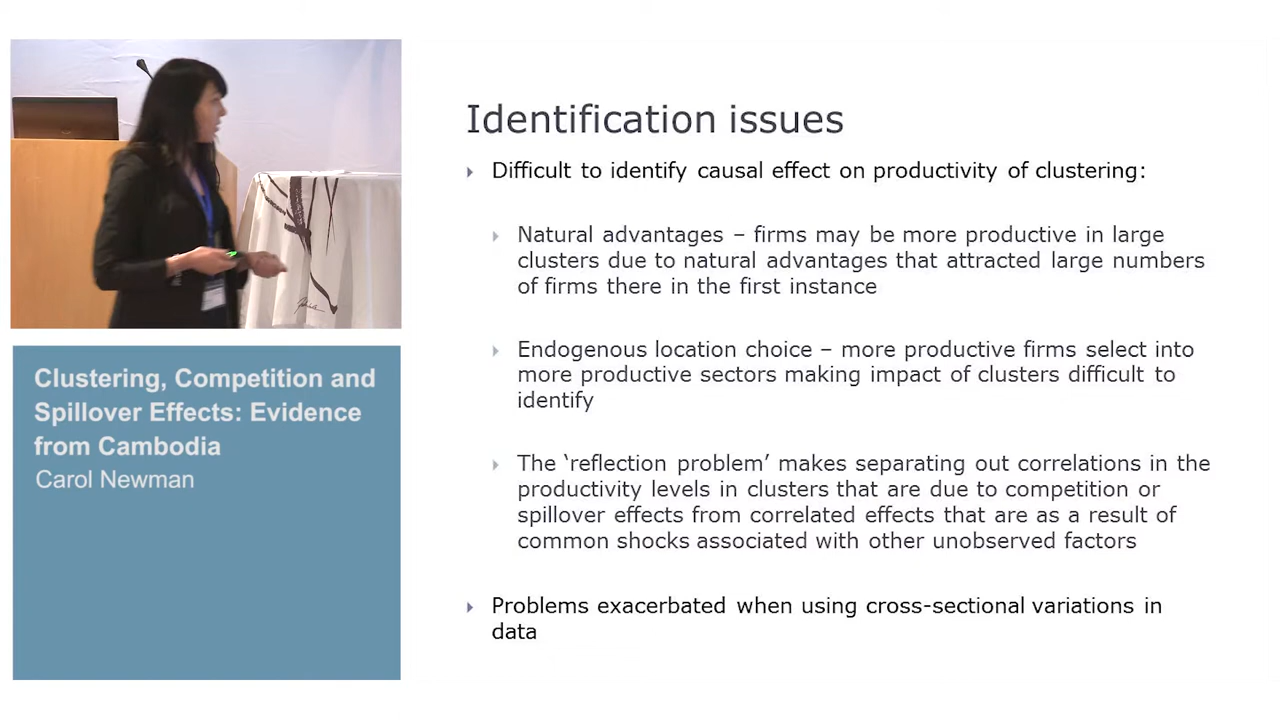 Identification issues
Difficult to identify causal effect on productivity of clustering:
Natural advantages – firms may be more productive in large
clusters due to natural advantages that attracted large numbers
of firms there in the first instance
Endogenous location choice – more productive firms select into
more productive sectors making impact of clusters difficult to
identify
The ‘reflection problem’ makes separating out correlations in the
productivity levels in clusters that are due to competition or
spillover effects from correlated effects that are as a result of
common shocks associated with other unobserved factors
Problems exacerbated when using cross-sectional variations in
data
Clustering, Competition and
Spillover Effects: Evidence
from Cambodia
Carol Newman